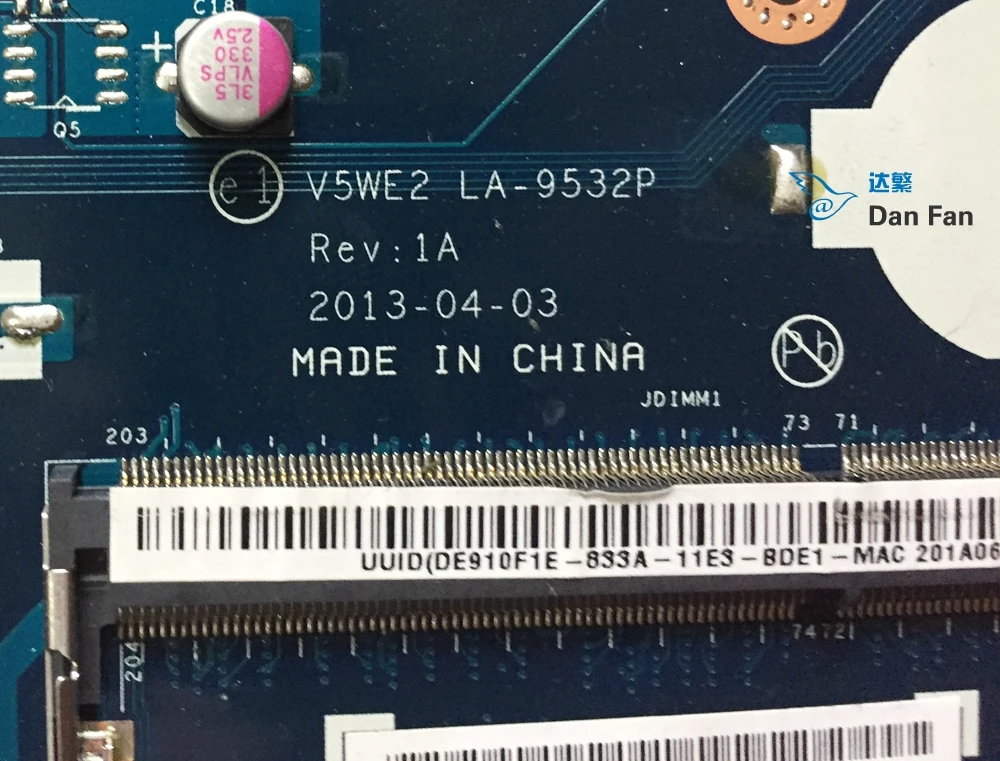 C18
+
2.5V
330
VLPS
3L5
Q5
e1
V5WE2 LA-9532P
达繁
Dan Fan
Rev:1A
2013-04-03
MADE IN CHINA
Pb
JDIMM1
203
73 71
UUID(DE910F1E-833A-11E3-BDE1-MAC 201A06
74 72
204